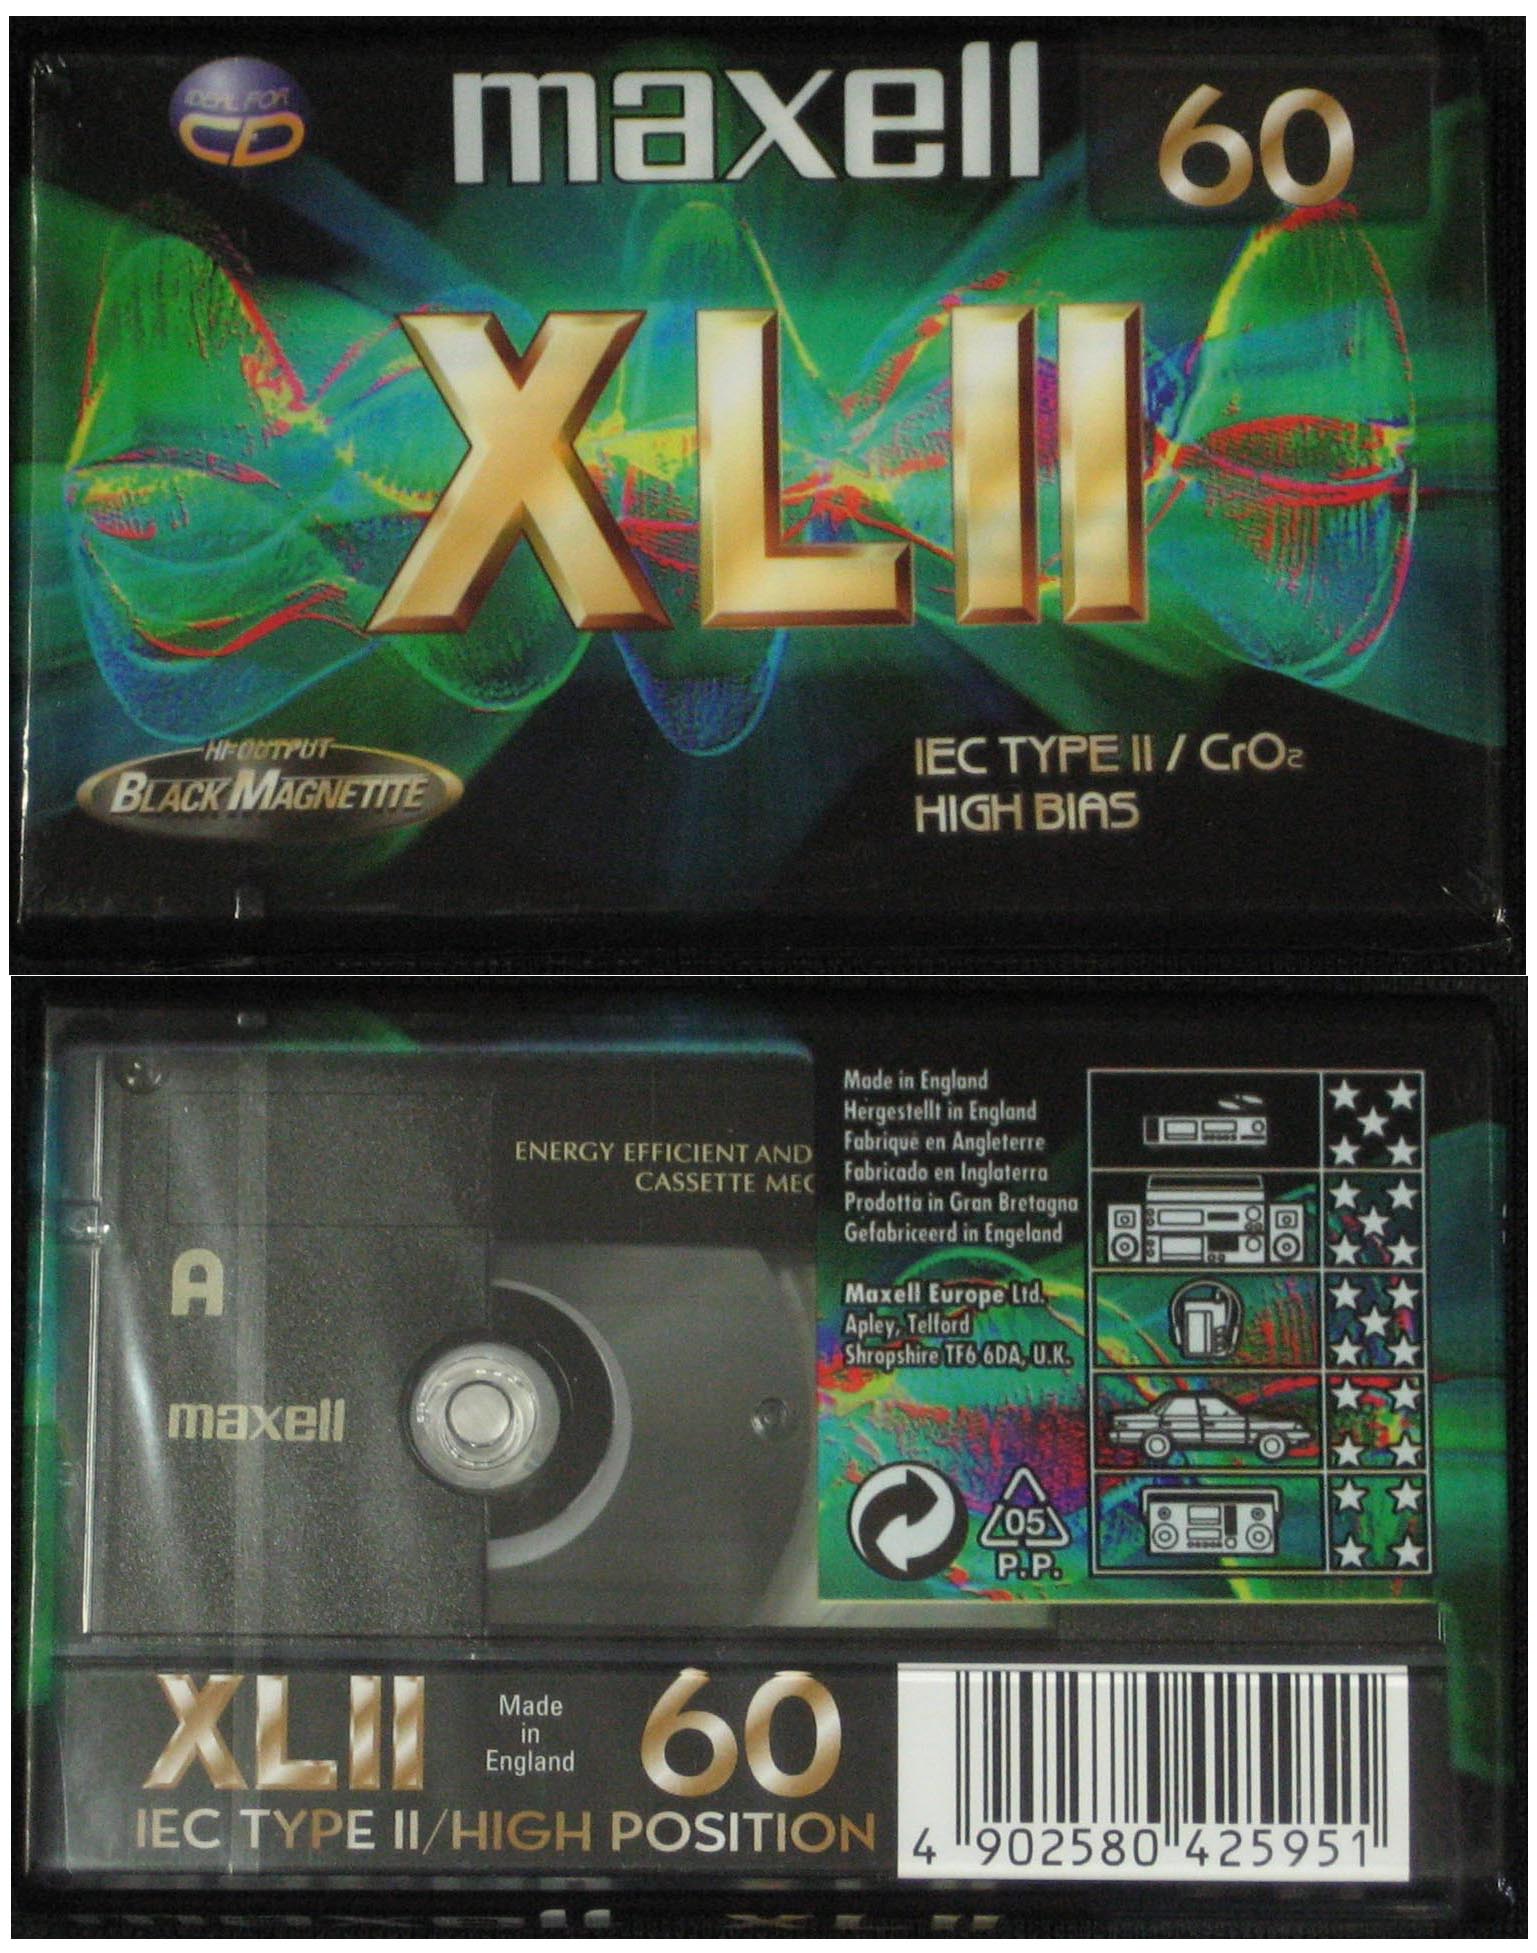 IDEAL FOR
CD
maxell
60
XLII
HI-OUTPUT
BLACK MAGNETITE
IEC TYPE II / CrO₂
HIGH BIAS
ENERGY EFFICIENT AND
CASSETTE MEC
A
maxell
Made in England
Hergestellt in England
Fabriqué en Angleterre
Fabricado en Inglaterra
Prodotto in Gran Bretagna
Gefabriceerd in Engeland
Maxell Europe Ltd.
Apley, Telford
Shropshire TF6 6DA, U.K.
05
P.P.
XLII
Made
in
England
60
IEC TYPE II/HIGH POSITION
4 902580 425951